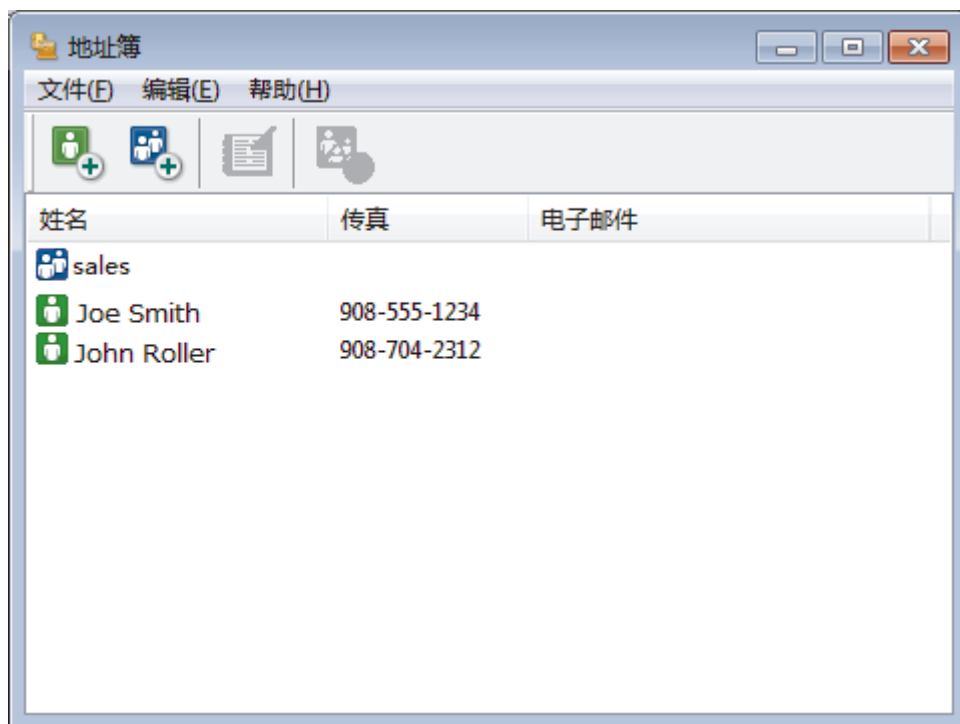 地址簿
文件(F) 编辑(E) 帮助(H)
姓名 传真 电子邮件
sales
Joe Smith 908-555-1234
John Roller 908-704-2312